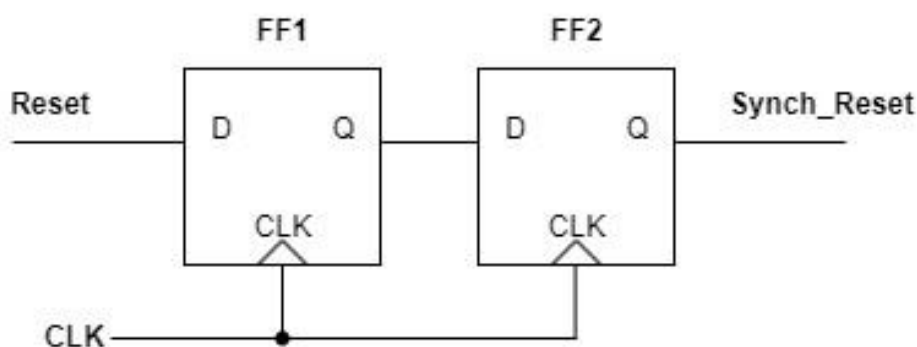 FF1 FF2
Reset Synch_Reset
D Q D Q
CLK CLK
CLK